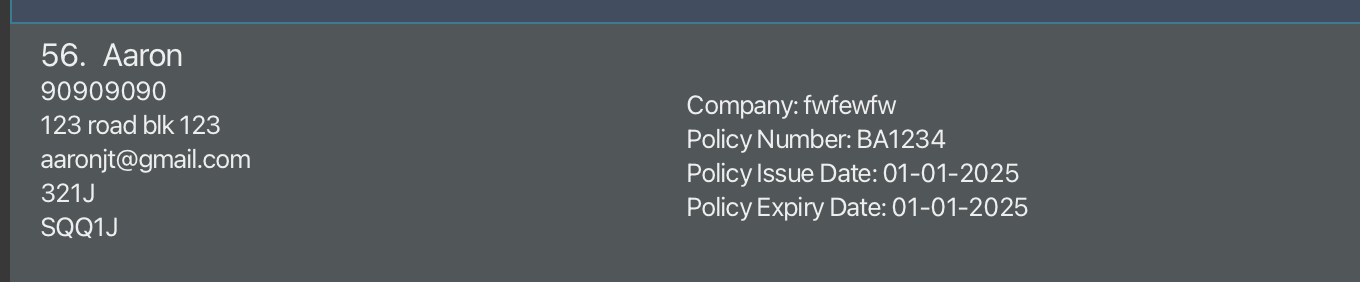 56. Aaron
90909090
123 road blk 123
aaronjt@gmail.com
321J
SQQ1J
Company: fwfewfw
Policy Number: BA1234
Policy Issue Date: 01-01-2025
Policy Expiry Date: 01-01-2025